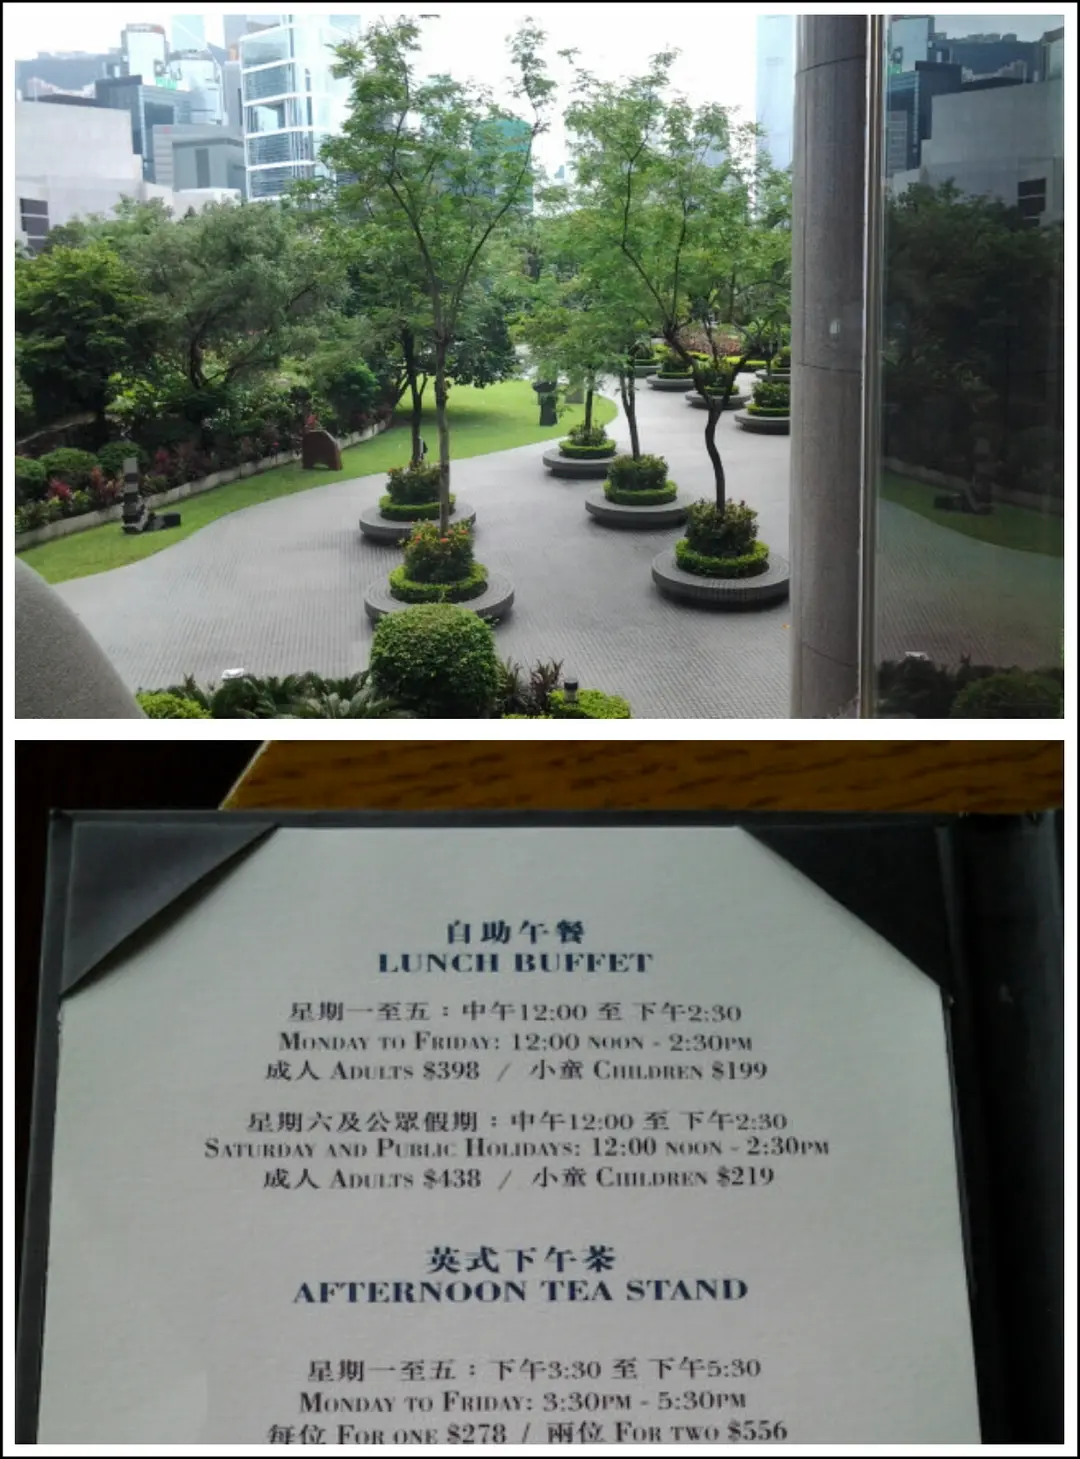 自助午餐
LUNCH BUFFET
星期一至五：中午12:00 至 下午2:30
MONDAY TO FRIDAY: 12:00 NOON - 2:30PM
成人 ADULTS $398 / 小童 CHILDREN $199
星期六及公眾假期：中午12:00 至 下午2:30
SATURDAY AND PUBLIC HOLIDAYS: 12:00 NOON - 2:30PM
成人 ADULTS $438 / 小童 CHILDREN $219
英式下午茶
AFTERNOON TEA STAND
星期一至五：下午3:30 至 下午5:30
MONDAY TO FRIDAY: 3:30PM - 5:30PM
每位 FOR ONE $278 / 兩位 FOR TWO $556